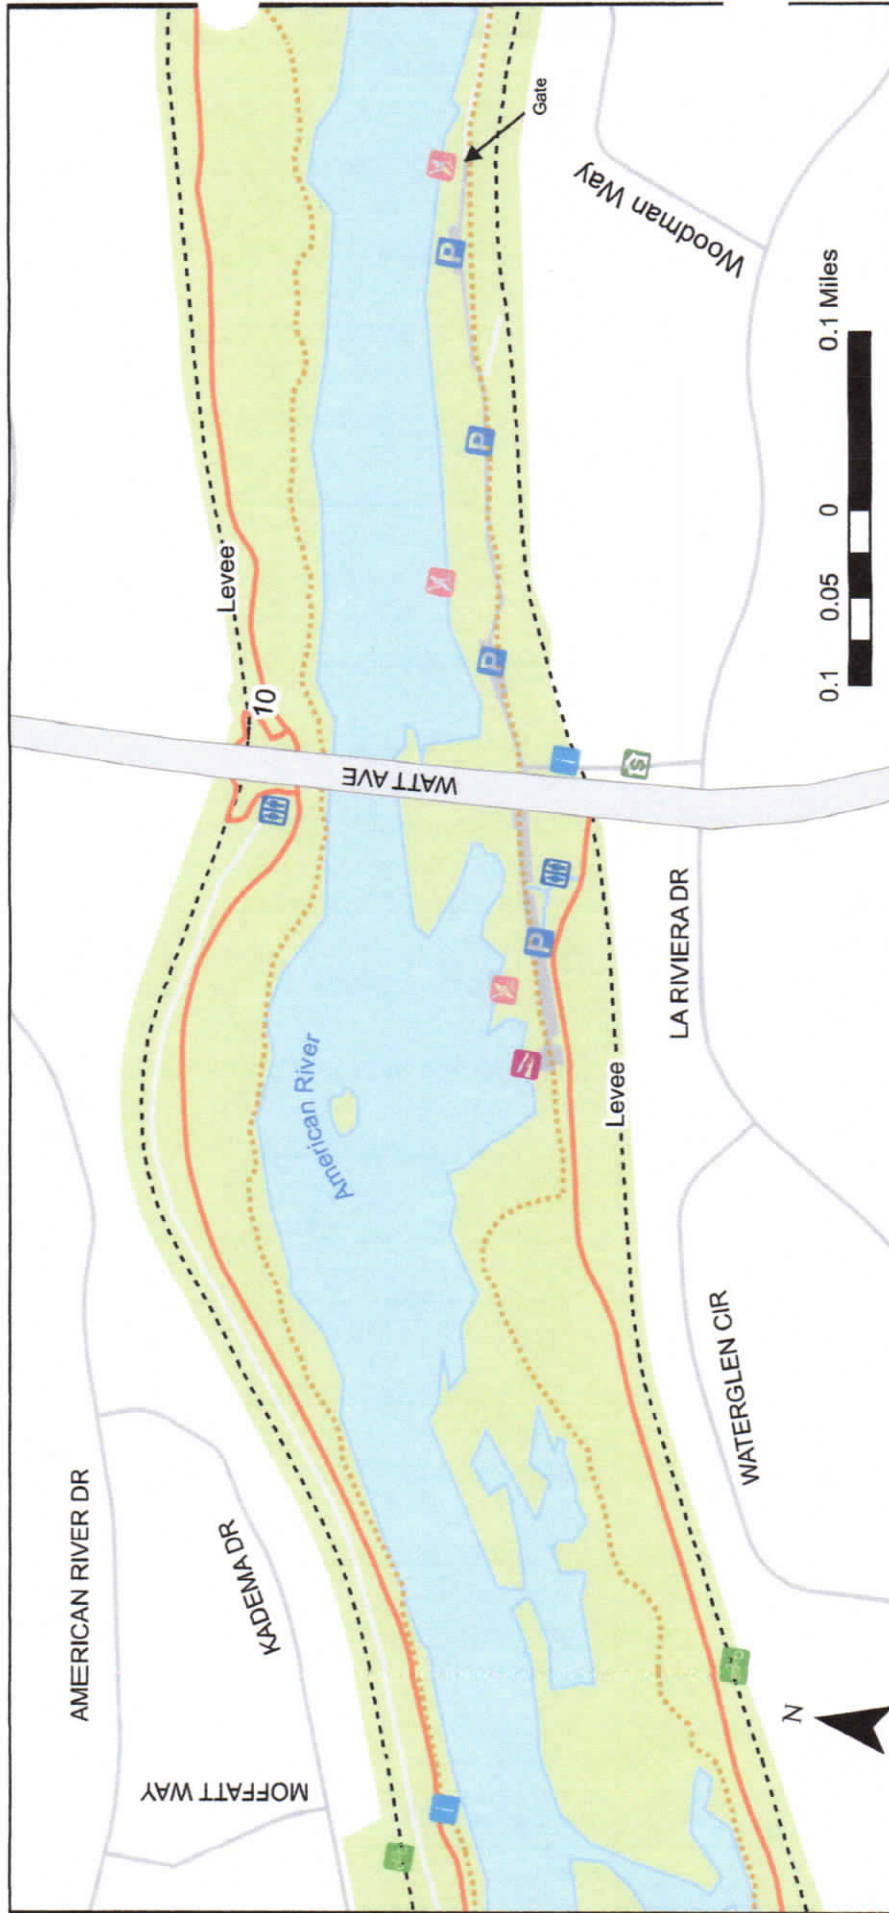 AMERICAN RIVER DR
KADEMA DR
MOFFATT WAY
Levee
10
WATT AVE
American River
P
P
P
P
Gate
Woodman Way
Levee
LA RIVIERA DR
WATERGLEN CIR
$
i
i
N
0.1 0.05 0 0.1 Miles